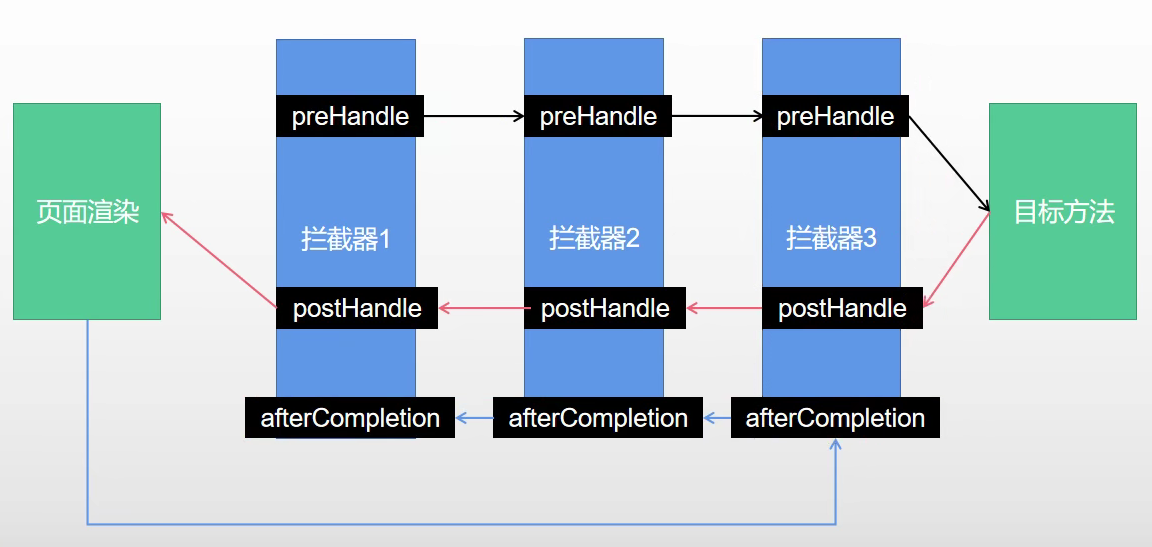 preHandle
preHandle
preHandle
页面渲染
拦截器1
拦截器2
拦截器3
目标方法
postHandle
postHandle
postHandle
afterCompletion
afterCompletion
afterCompletion